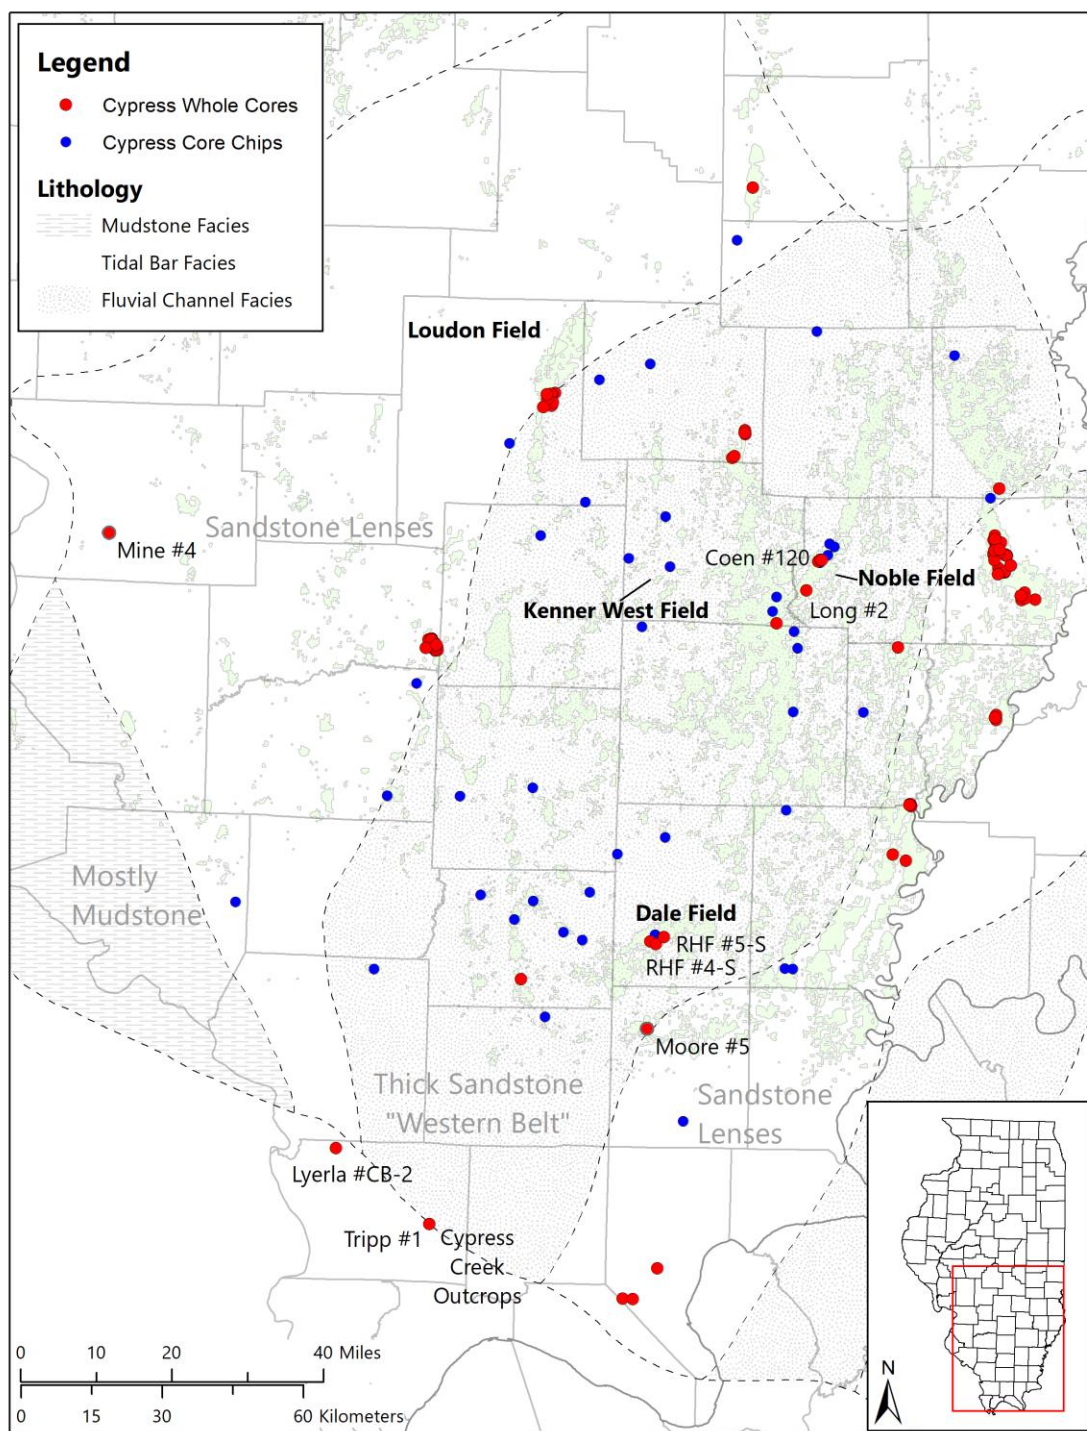 Legend
Cypress Whole Cores
Cypress Core Chips
Lithology
Mudstone Facies
Tidal Bar Facies
Fluvial Channel Facies
Loudon Field
Sandstone Lenses
Mine #4
Coen #120
Noble Field
Kenner West Field
Long #2
Mostly
Mudstone
Dale Field
RHF #5-S
RHF #4-S
Moore #5
Thick Sandstone
"Western Belt"
Sandstone
Lenses
Lyerla #CB-2
Tripp #1
Cypress
Creek
Outcrops
0 10 20 40 Miles
0 15 30 60 Kilometers
N